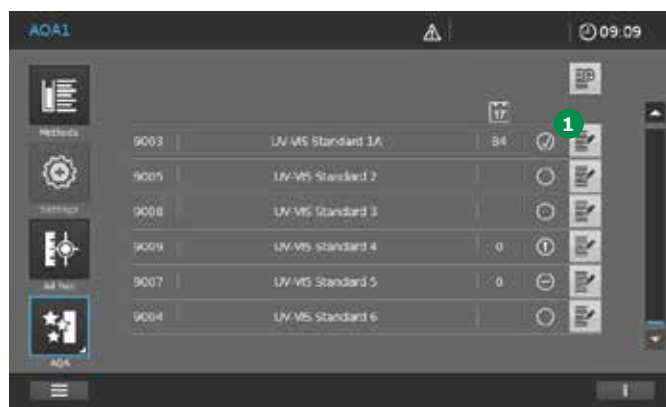 AQA1
09:09
17
1
Methods
9003 UV-VIS Standard 1A 84
9005 UV-VIS Standard 2
Settings
9008 UV-VIS Standard 3
9009 UV-VIS Standard 4 0
Ad hoc
9007 UV-VIS Standard 5 0
9004 UV-VIS Standard 6
AQA
i